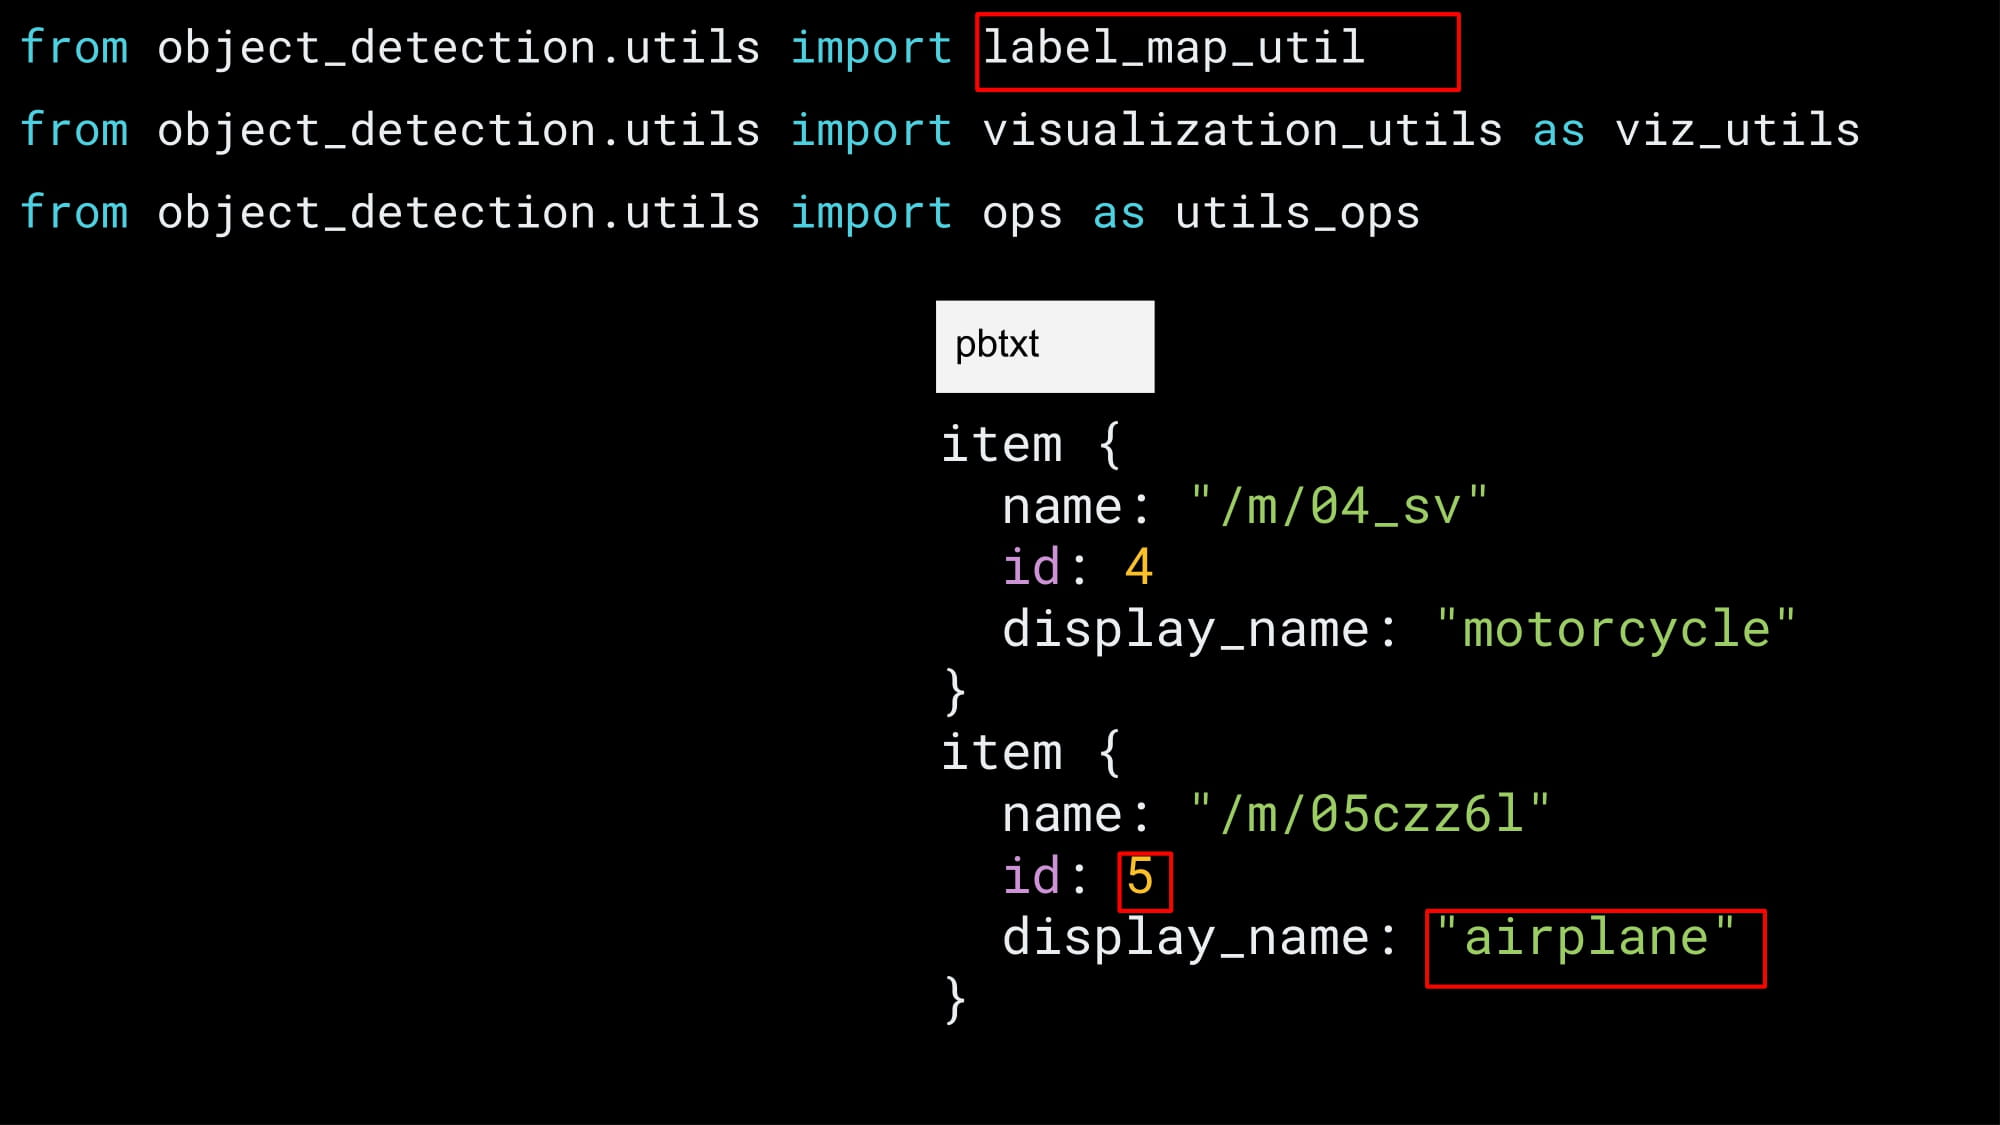 from object_detection.utils import label_map_util
from object_detection.utils import visualization_utils as viz_utils
from object_detection.utils import ops as utils_ops
pbtxt
item {
  name: "/m/04_sv"
  id: 4
  display_name: "motorcycle"
}
item {
  name: "/m/05czz6l"
  id: 5
  display_name: "airplane"
}